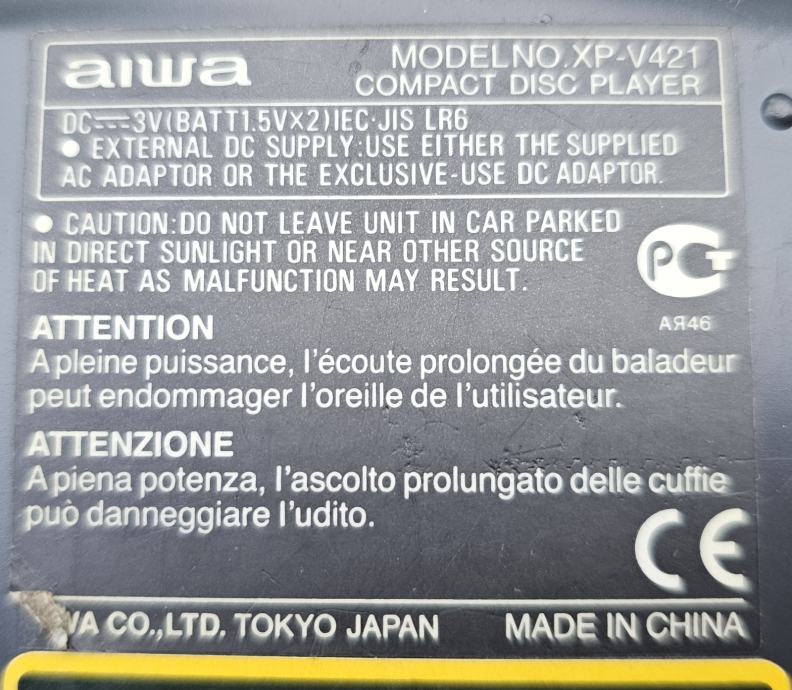 aiwa
MODEL NO. XP-V421
COMPACT DISC PLAYER
DC⎓3V(BATT1.5V×2)IEC·JIS LR6
● EXTERNAL DC SUPPLY:USE EITHER THE SUPPLIED
AC ADAPTOR OR THE EXCLUSIVE-USE DC ADAPTOR.
● CAUTION:DO NOT LEAVE UNIT IN CAR PARKED
IN DIRECT SUNLIGHT OR NEAR OTHER SOURCE
OF HEAT AS MALFUNCTION MAY RESULT.
РСТ
АЯ46
ATTENTION
A pleine puissance, l'écoute prolongée du baladeur
peut endommager l'oreille de l'utilisateur.
ATTENZIONE
A piena potenza, l'ascolto prolungato delle cuffie
può danneggiare l'udito.
CE
WA CO.,LTD. TOKYO JAPAN
MADE IN CHINA